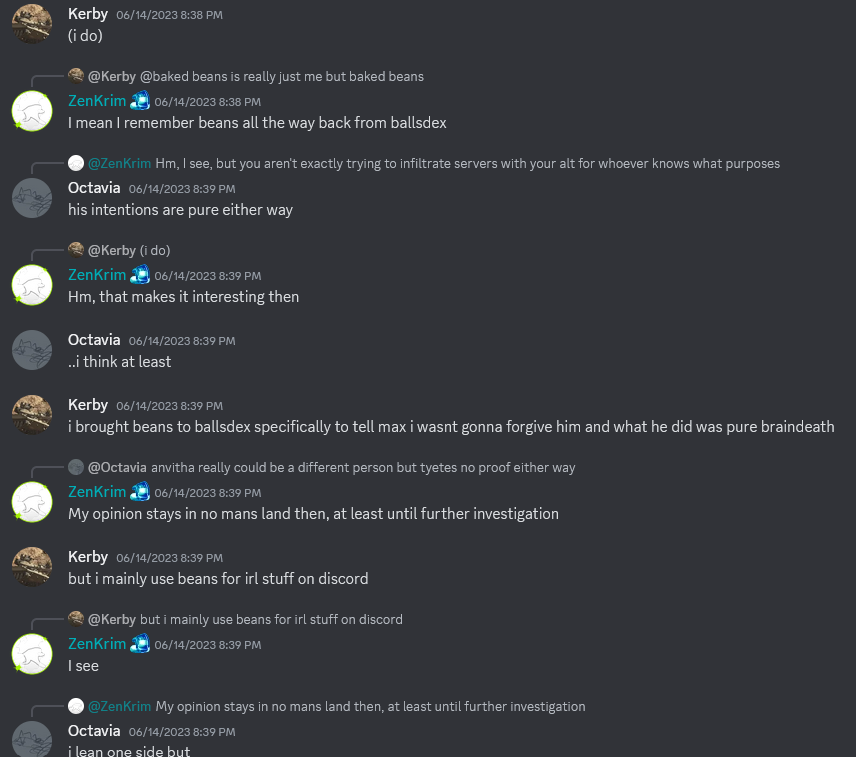 Kerby 06/14/2023 8:38 PM
(i do)
@Kerby @baked beans is really just me but baked beans
ZenKrim 06/14/2023 8:38 PM
I mean I remember beans all the way back from ballsdex
@ZenKrim Hm, I see, but you aren't exactly trying to infiltrate servers with your alt for whoever knows what purposes
Octavia 06/14/2023 8:39 PM
his intentions are pure either way
@Kerby (i do)
ZenKrim 06/14/2023 8:39 PM
Hm, that makes it interesting then
Octavia 06/14/2023 8:39 PM
..i think at least
Kerby 06/14/2023 8:39 PM
i brought beans to ballsdex specifically to tell max i wasnt gonna forgive him and what he did was pure braindeath
@Octavia anvitha really could be a different person but tyetes no proof either way
ZenKrim 06/14/2023 8:39 PM
My opinion stays in no mans land then, at least until further investigation
Kerby 06/14/2023 8:39 PM
but i mainly use beans for irl stuff on discord
@Kerby but i mainly use beans for irl stuff on discord
ZenKrim 06/14/2023 8:39 PM
I see
@ZenKrim My opinion stays in no mans land then, at least until further investigation
Octavia 06/14/2023 8:39 PM
i lean one side but